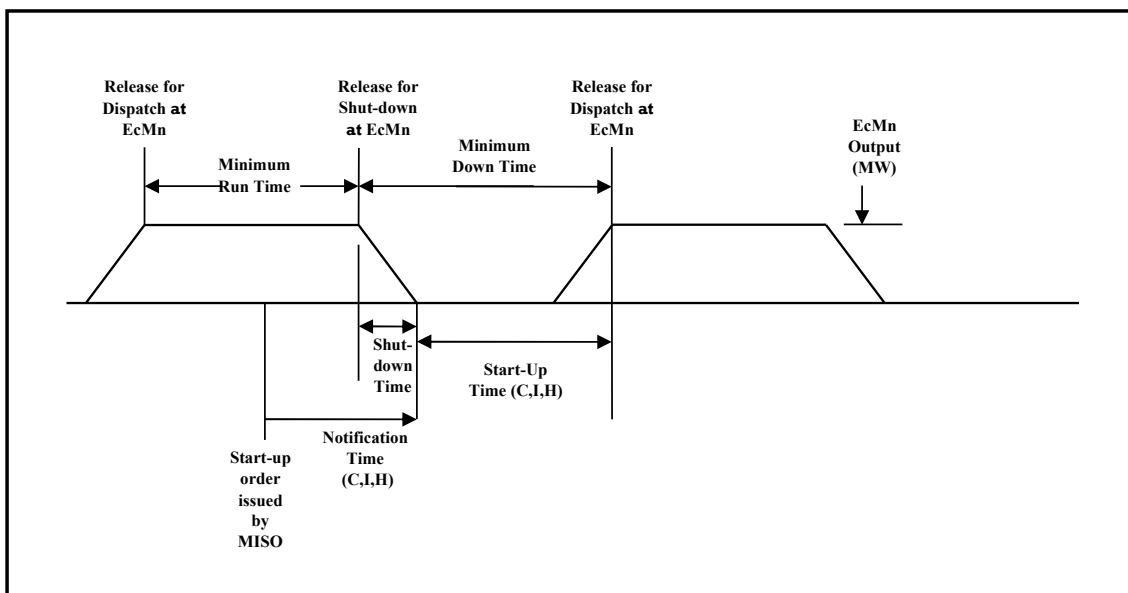 Release for
Dispatch at
EcMn
Release for
Shut-down
at EcMn
Release for
Dispatch at
EcMn
EcMn
Output
(MW)
Minimum
Run Time
Minimum
Down Time
Shut-
down
Time
Start-Up
Time (C,I,H)
Notification
Time
(C,I,H)
Start-up
order
issued
by
MISO